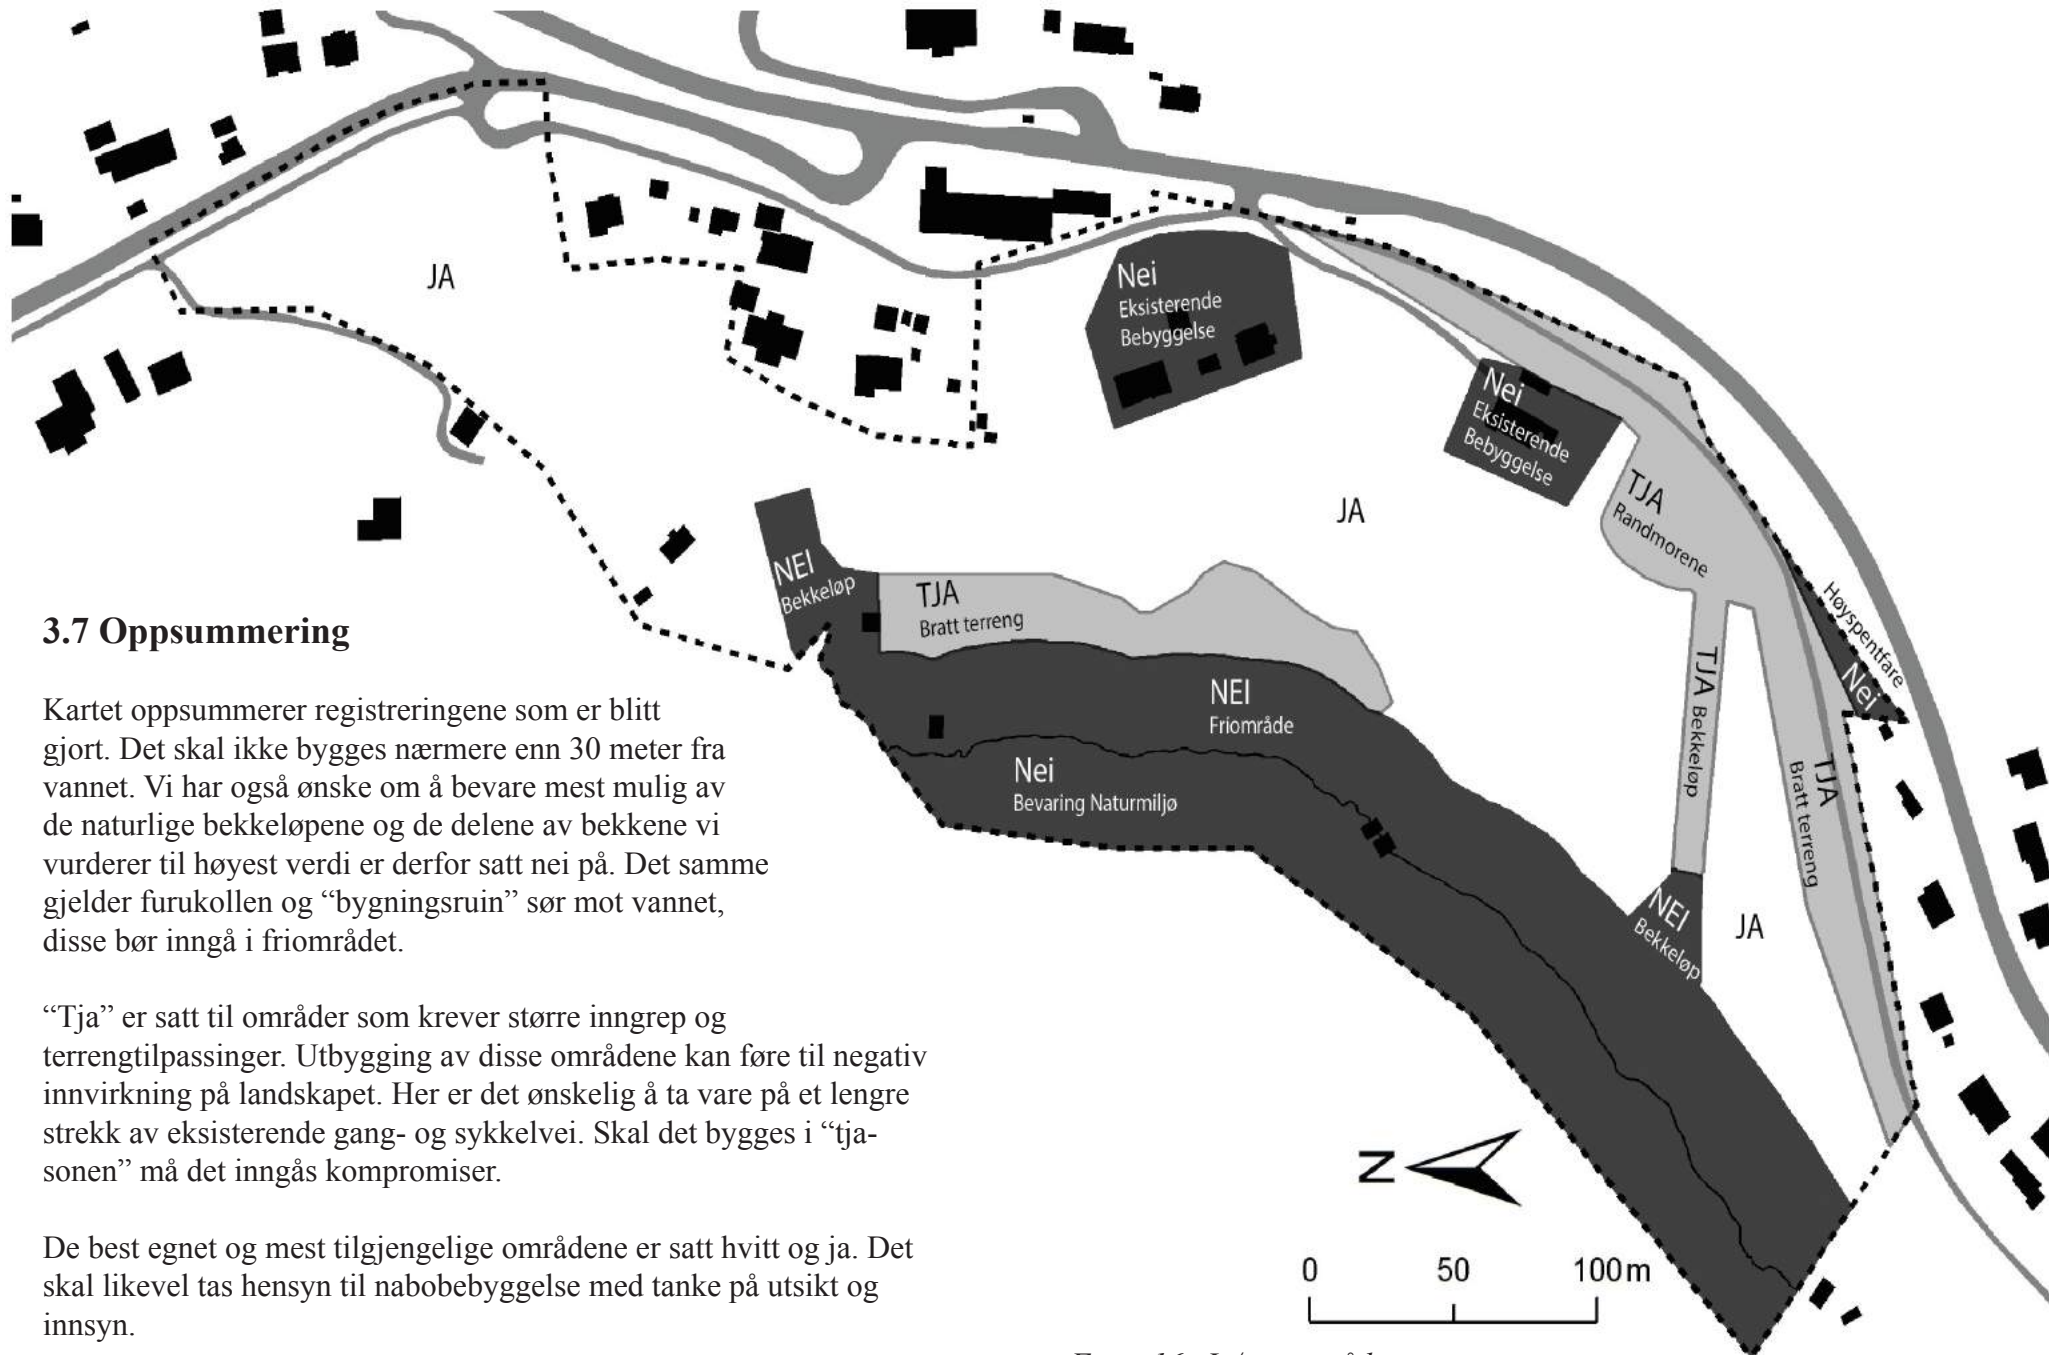 JA
Nei
Eksisterende
Bebyggelse
Nei
Eksisterende
Bebyggelse
JA
TJA
Randmorene
NEI
Bekkeløp
TJA
Bratt terreng
Høyspentfare
Nei
NEI
Friområde
TJA Bekkeløp
Nei
Bevaring Naturmiljø
TJA
Bratt terreng
NEI
Bekkeløp
JA
3.7 Oppsummering
Kartet oppsummerer registreringene som er blitt
gjort. Det skal ikke bygges nærmere enn 30 meter fra
vannet. Vi har også ønske om å bevare mest mulig av
de naturlige bekkeløpene og de delene av bekkene vi
vurderer til høyest verdi er derfor satt nei på. Det samme
gjelder furukollen og “bygningsruin” sør mot vannet,
disse bør inngå i friområdet.
“Tja” er satt til områder som krever større inngrep og
terrengtilpassinger. Utbygging av disse områdene kan føre til negativ
innvirkning på landskapet. Her er det ønskelig å ta vare på et lengre
strekk av eksisterende gang- og sykkelvei. Skal det bygges i “tja-
sonen” må det inngås kompromiser.
De best egnet og mest tilgjengelige områdene er satt hvitt og ja. Det
skal likevel tas hensyn til nabobebyggelse med tanke på utsikt og
innsyn.
N
0 50 100m